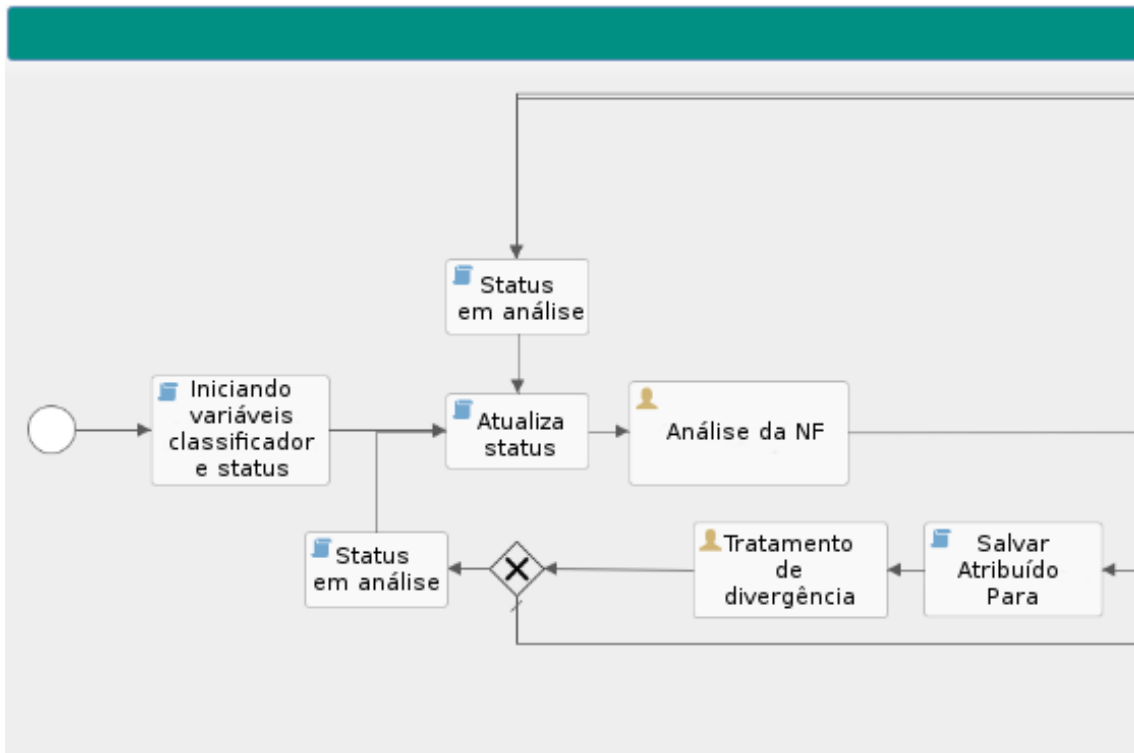 Status
em análise
Iniciando
variáveis
classificador
e status
Atualiza
status
Análise da NF
Status
em análise
Tratamento
de
divergência
Salvar
Atribuído
Para